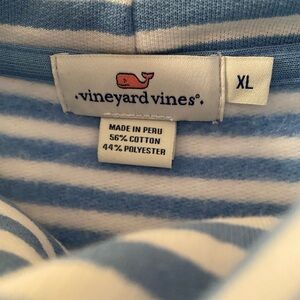 vineyard vines®
XL
MADE IN PERU
56% COTTON
44% POLYESTER